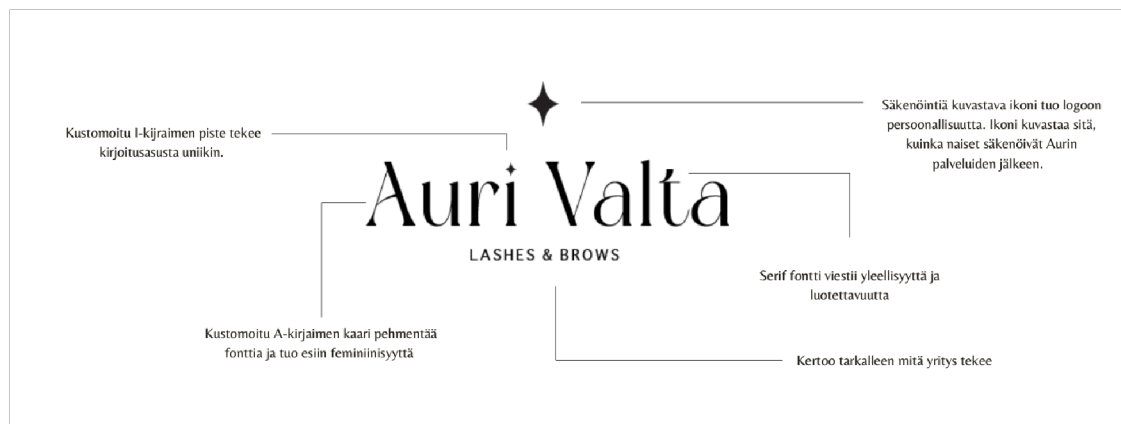 Säkenöintiä kuvastava ikoni tuo logoon
persoonallisuutta. Ikoni kuvastaa sitä,
kuinka naiset säkenöivät Aurin
palveluiden jälkeen.
Kustomoitu I-kijraimen piste tekee
kirjoitusasusta uniikin.
Auri Valta
LASHES & BROWS
Serif fontti viestii yleellisyyttä ja
luotettavuutta
Kustomoitu A-kirjaimen kaari pehmentää
fonttia ja tuo esiin feminiinisyyttä
Kertoo tarkalleen mitä yritys tekee